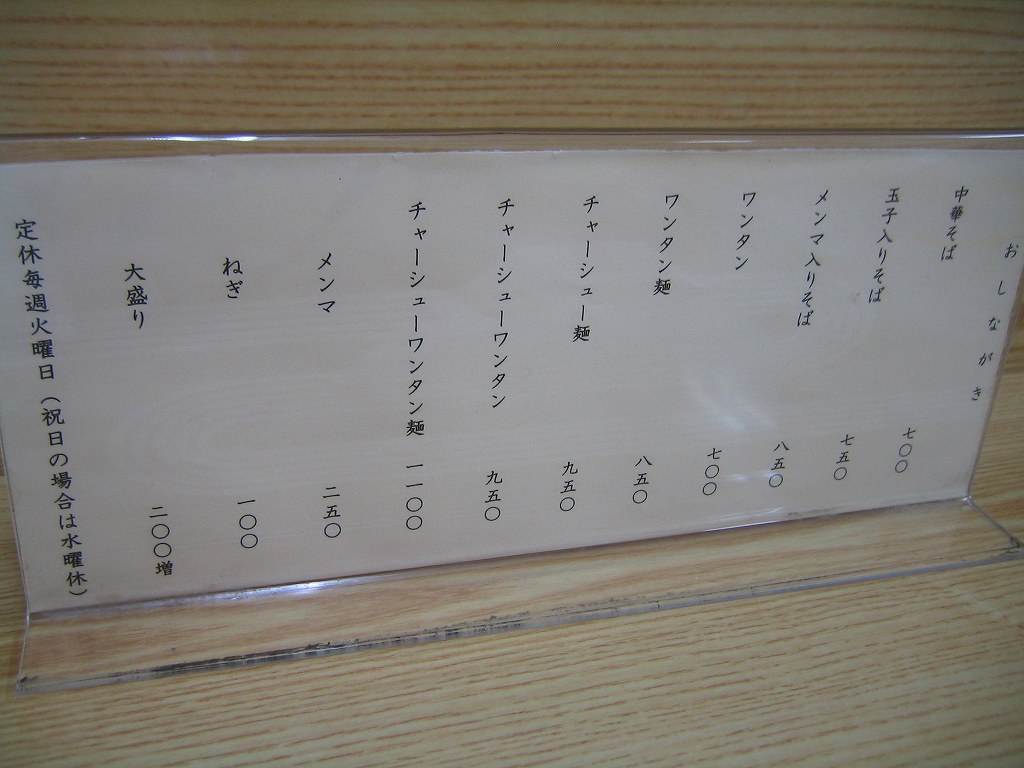 おしながき
中華そば 七〇〇
玉子入りそば 七五〇
メンマ入りそば 八五〇
ワンタン 七〇〇
ワンタン麺 八五〇
チャーシュー麺 九五〇
チャーシューワンタン 九五〇
チャーシューワンタン麺 一一〇〇
メンマ 二五〇
ねぎ 一〇〇
大盛り 二〇〇増
定休毎週火曜日（祝日の場合は水曜休）